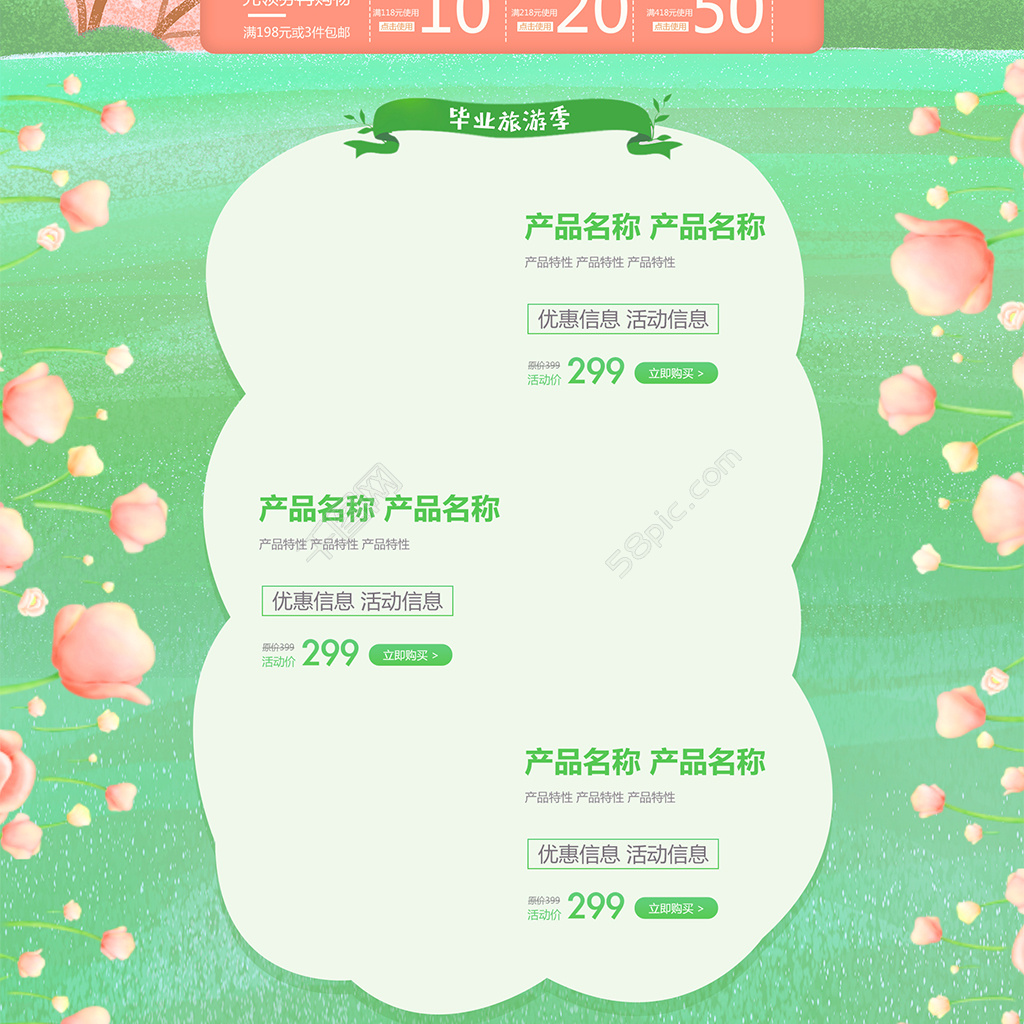 先领券再购物
满198元或3件包邮
满118元使用
点击使用
10
满218元使用
点击使用
20
满418元使用
点击使用
50
毕业旅游季
产品名称 产品名称
产品特性 产品特性 产品特性
优惠信息 活动信息
原价399
活动价 299 立即购买 >
产品名称 产品名称
产品特性 产品特性 产品特性
优惠信息 活动信息
原价399
活动价 299 立即购买 >
千图网
58pic.com
产品名称 产品名称
产品特性 产品特性 产品特性
优惠信息 活动信息
原价399
活动价 299 立即购买 >